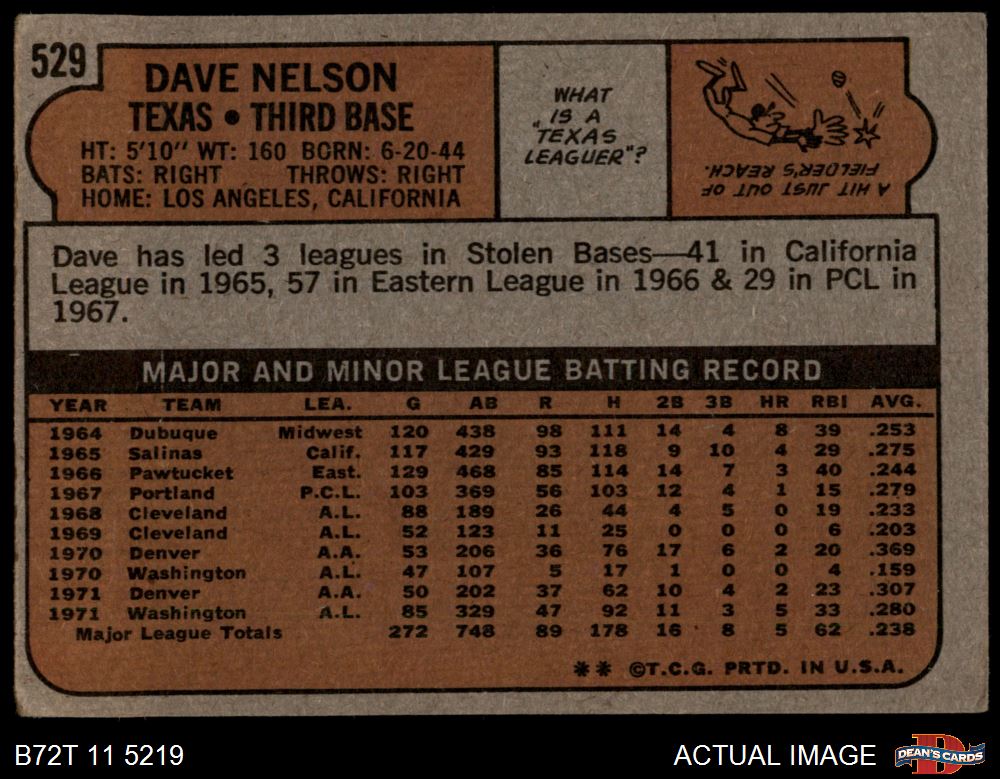 529
DAVE NELSON
TEXAS • THIRD BASE
HT: 5'10" WT: 160 BORN: 6-20-44
BATS: RIGHT THROWS: RIGHT
HOME: LOS ANGELES, CALIFORNIA
WHAT
IS A
"TEXAS
LEAGUER"?
A HIT JUST OUT OF
FIELDER'S REACH.
Dave has led 3 leagues in Stolen Bases—41 in California
League in 1965, 57 in Eastern League in 1966 & 29 in PCL in
1967.
MAJOR AND MINOR LEAGUE BATTING RECORD
YEAR TEAM LEA. G AB R H 2B 3B HR RBI AVG.
1964 Dubuque Midwest 120 438 98 111 14 4 8 39 .253
1965 Salinas Calif. 117 429 93 118 9 10 4 29 .275
1966 Pawtucket East. 129 468 85 114 14 7 3 40 .244
1967 Portland P.C.L. 103 369 56 103 12 4 1 15 .279
1968 Cleveland A.L. 88 189 26 44 4 5 0 19 .233
1969 Cleveland A.L. 52 123 11 25 0 0 0 6 .203
1970 Denver A.A. 53 206 36 76 17 6 2 20 .369
1970 Washington A.L. 47 107 5 17 1 0 0 4 .159
1971 Denver A.A. 50 202 37 62 10 4 2 23 .307
1971 Washington A.L. 85 329 47 92 11 3 5 33 .280
Major League Totals 272 748 89 178 16 8 5 62 .238
** ©T.C.G. PRTD. IN U.S.A.
B72T 11 5219
ACTUAL IMAGE
DEAN'S CARDS